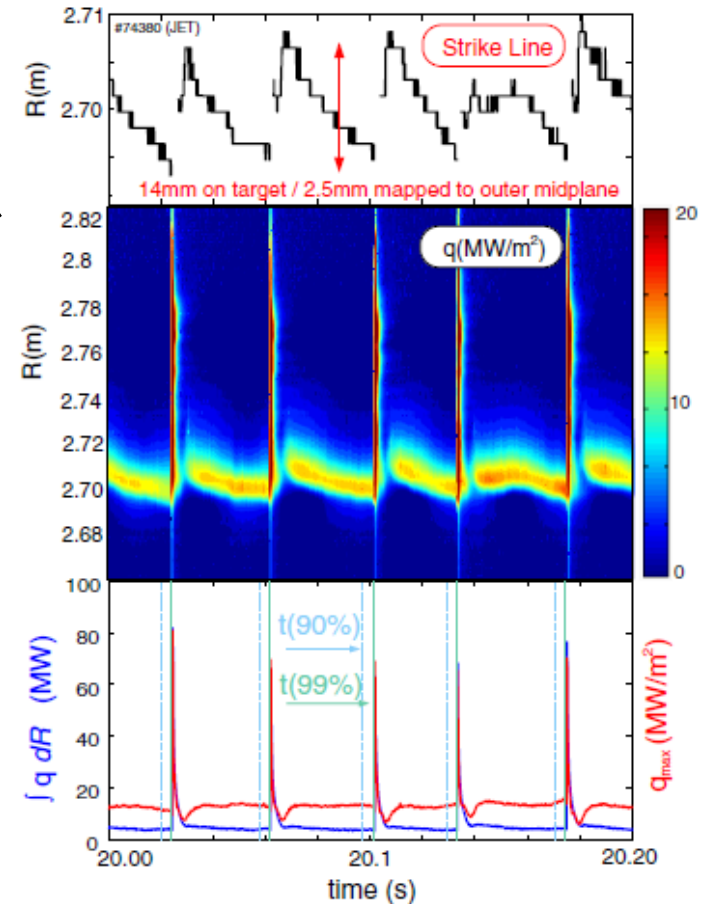 2.71
#74380 (JET)
Strike Line
R(m)
2.70
14mm on target / 2.5mm mapped to outer midplane
2.82
20
q(MW/m²)
2.8
2.78
R(m)
2.76
2.74
10
2.72
2.70
2.68
0
100
80
t(90%)
∫ q dR (MW)
60
t(99%)
q_max (MW/m²)
40
20
0
20.00
20.1
20.20
time (s)